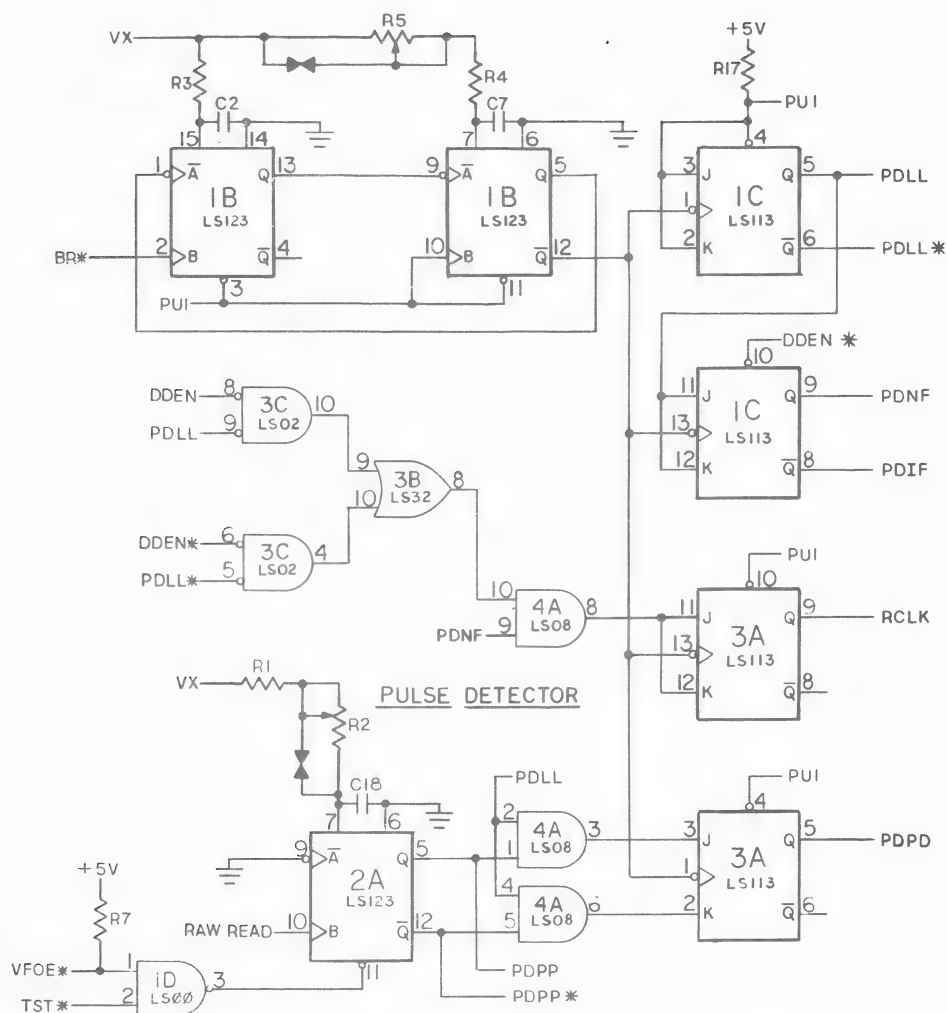 VX
R5
+5V
R3
R4
R17
C2
C7
PU1
15
14
7
6
4
1
A
1B
LS123
Q
13
9
A
1B
LS123
Q
5
3
J
1C
LS113
Q
5
PDLL
1
BR*
2
B
Q
4
10
B
Q
12
2
K
Q
6
PDLL*
3
11
PU1
DDEN*
10
DDEN
8
3C
LS02
10
11
J
1C
LS113
Q
9
PDNF
PDLL
9
9
3B
LS32
8
13
10
12
K
Q
8
PDIF
DDEN*
6
3C
LS02
4
PDLL*
5
PU1
10
10
4A
LS08
8
11
J
3A
LS113
Q
9
RCLK
PDNF
9
13
R1
12
K
Q
8
VX
PULSE DETECTOR
R2
C18
PDLL
PU1
7
6
4
2
4A
LS08
3
3
J
3A
LS113
Q
5
PDPD
1
9
A
2A
LS123
Q
5
1
+5V
4
4A
LS08
6
2
K
Q
6
R7
RAW READ
10
B
Q
12
5
11
PDPP
VFOE*
1
1D
LS00
3
PDPP*
TST*
2